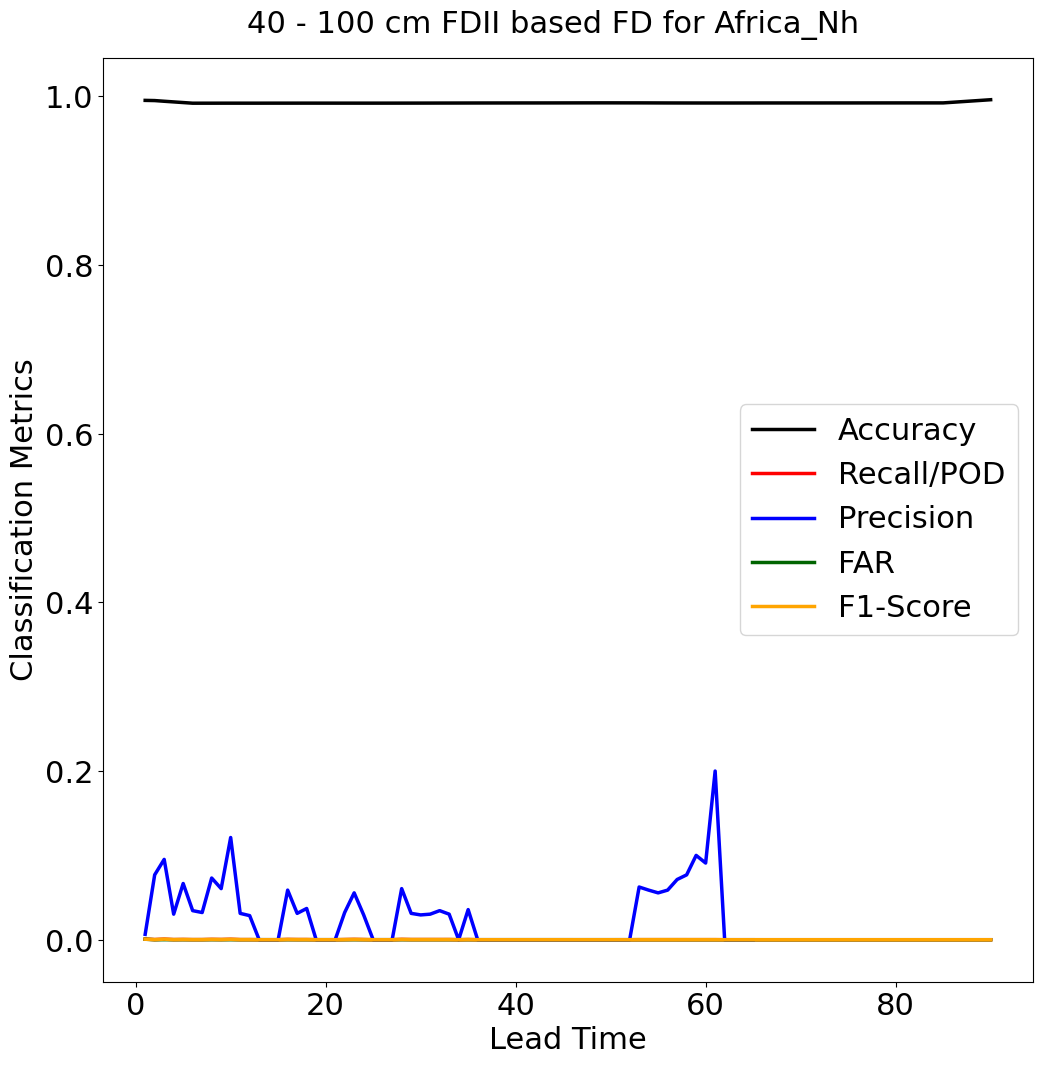 40 - 100 cm FDII based FD for Africa_Nh
1.0
0.8
0.6
0.4
0.2
0.0
Classification Metrics
Accuracy
Recall/POD
Precision
FAR
F1-Score
0 20 40 60 80
Lead Time